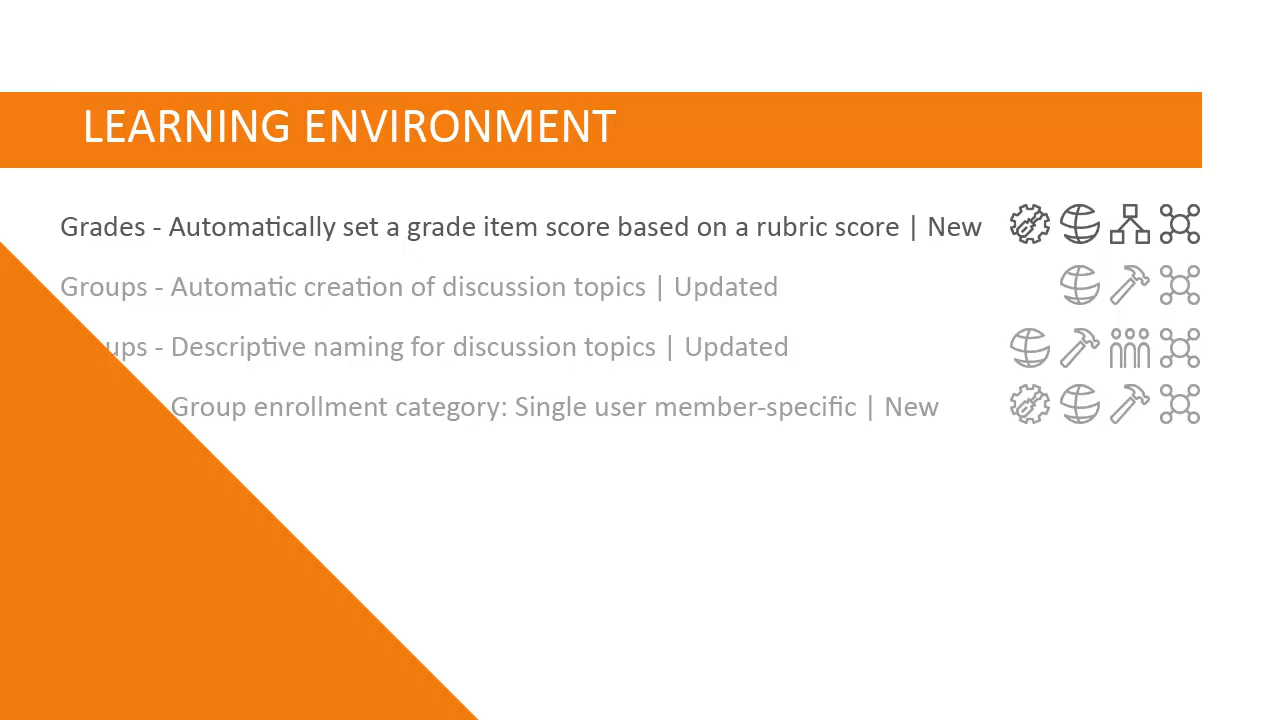 LEARNING ENVIRONMENT
Grades - Automatically set a grade item score based on a rubric score | New
Groups - Automatic creation of discussion topics | Updated
ups - Descriptive naming for discussion topics | Updated
Group enrollment category: Single user member-specific | New